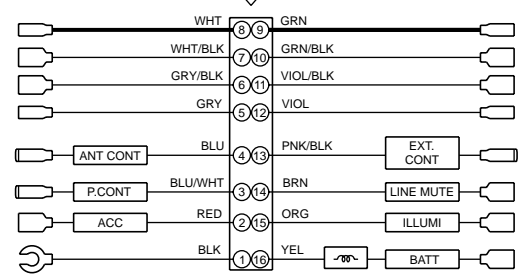 WHT 8 9 GRN
WHT/BLK 7 10 GRN/BLK
GRY/BLK 6 11 VIOL/BLK
GRY 5 12 VIOL
ANT CONT BLU 4 13 PNK/BLK EXT. CONT
P.CONT BLU/WHT 3 14 BRN LINE MUTE
ACC RED 2 15 ORG ILLUMI
BLK 1 16 YEL BATT